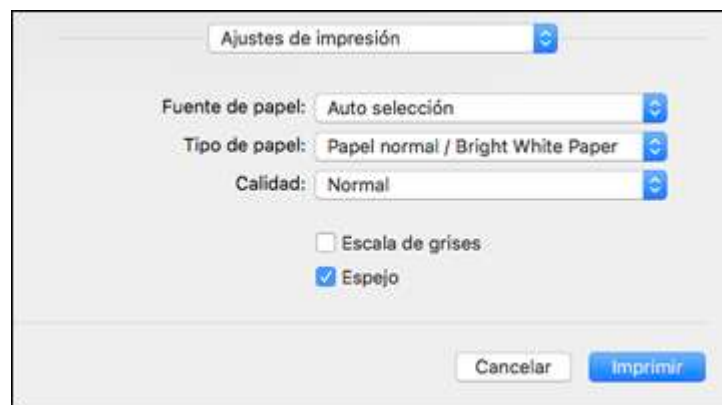 Ajustes de impresión
Fuente de papel: Auto selección
Tipo de papel: Papel normal / Bright White Paper
Calidad: Normal
Escala de grises
Espejo
Cancelar Imprimir